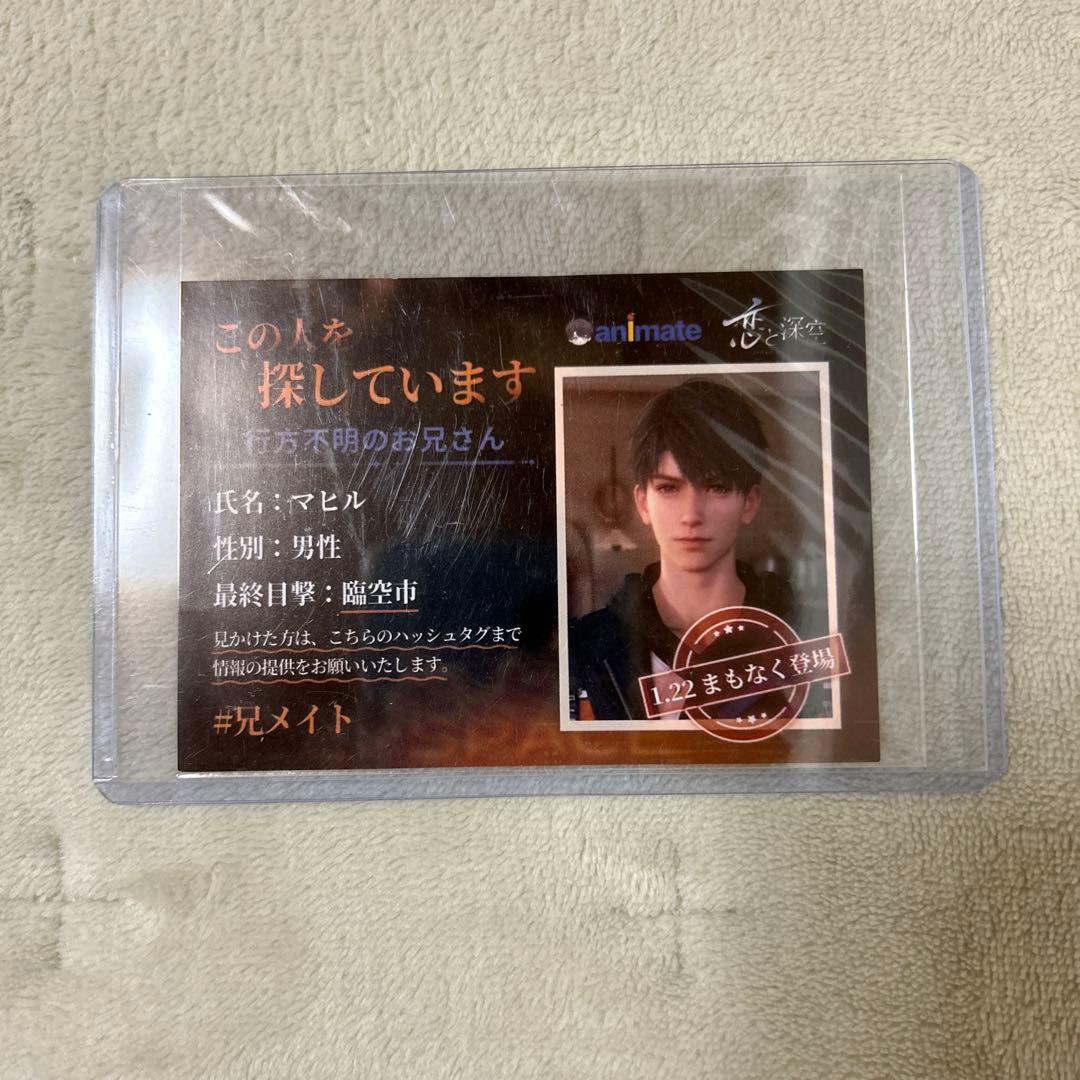 この人を
探しています
行方不明のお兄さん
animate
恋と深空
氏名：マヒル
性別：男性
最終目撃：臨空市
見かけた方は、こちらのハッシュタグまで
情報の提供をお願いいたします。
#兄メイト
1.22 まもなく登場
SPACE